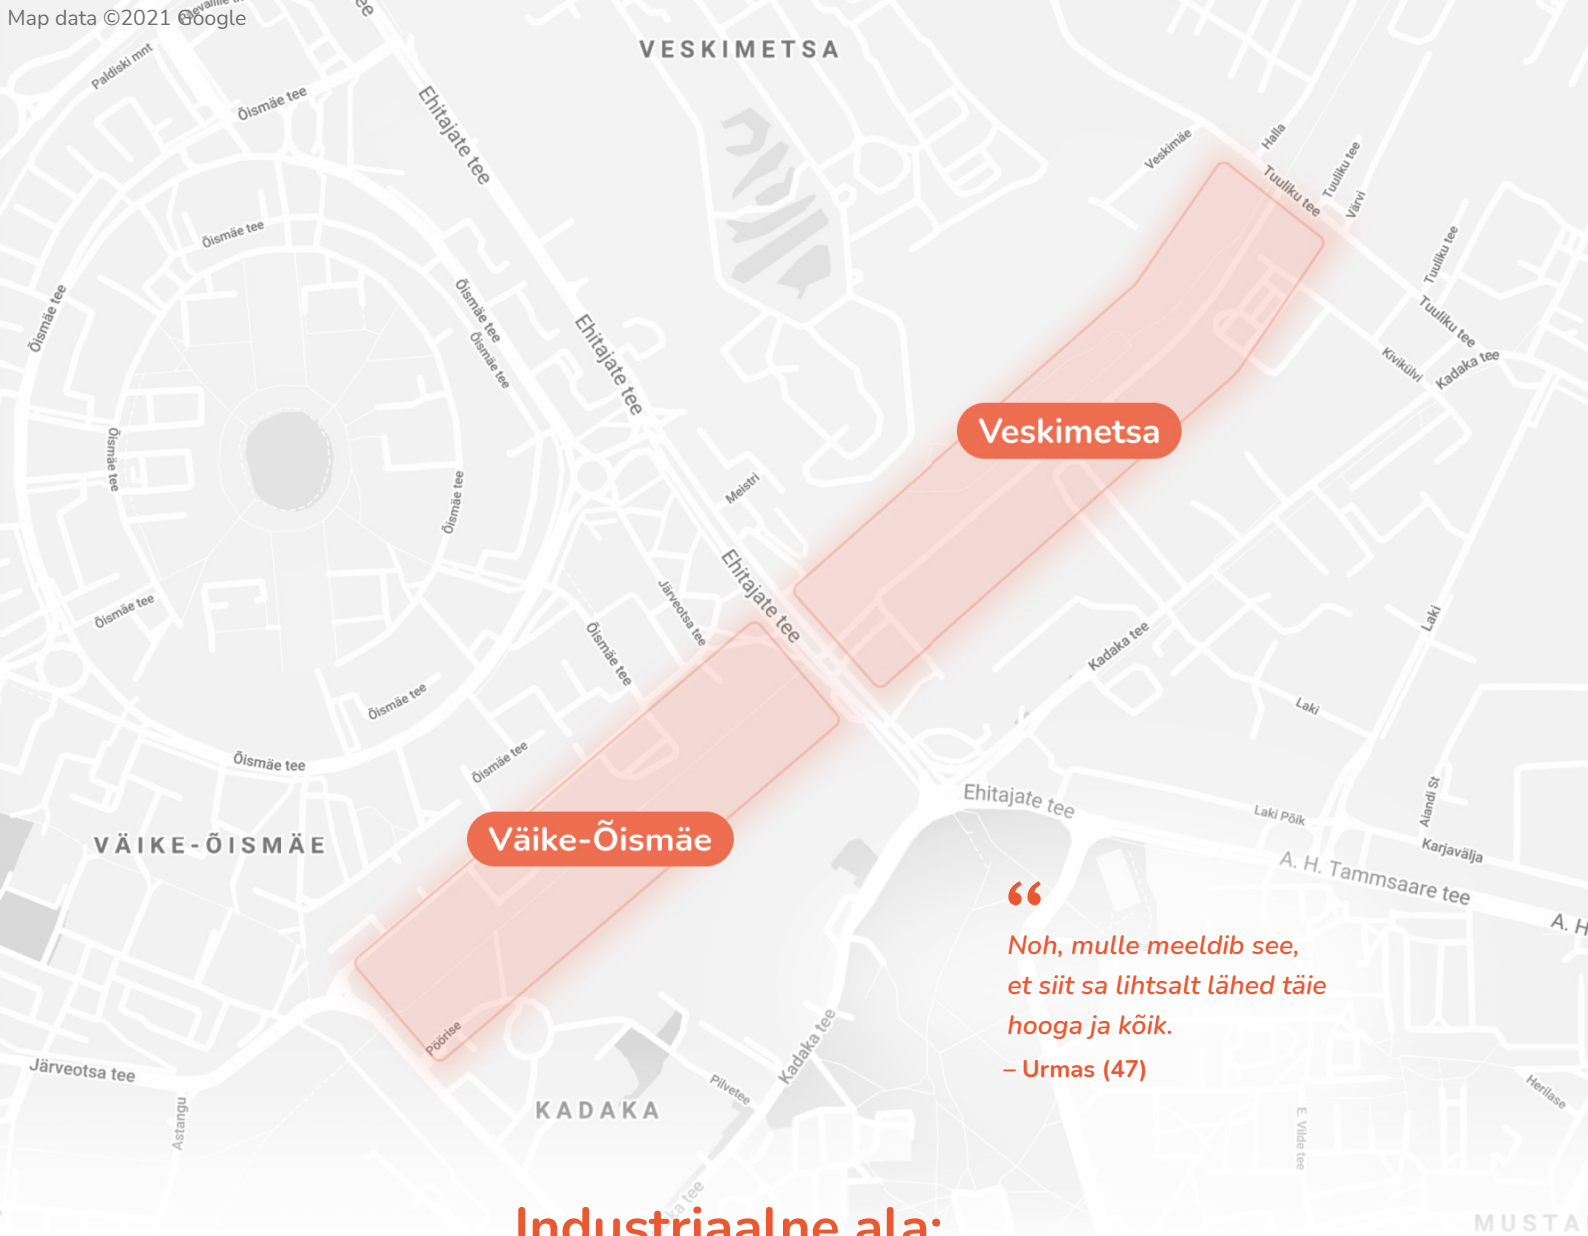 Map data ©2021 Google
VESKIMETSA
Paldiski mnt
Õismäe tee
Ehitajate tee
Halla
Veskimäe
Tuuliku tee
Tuuliku tee
Värvi
Õismäe tee
Tuuliku tee
Õismäe tee
Õismäe tee
Õismäe tee
Ehitajate tee
Tuuliku tee
Kivikülvi
Kadaka tee
Veskimetsa
Õismäe tee
Õismäe tee
Meistri
Ehitajate tee
Järveotsa tee
Õismäe tee
Õismäe tee
Kadaka tee
Laki
Õismäe tee
Laki
Õismäe tee
Õismäe tee
Ehitajate tee
Aiandi St
Laki Põik
Väike-Õismäe
VÄIKE-ÕISMÄE
Karjavälja
A. H. Tammsaare tee
A. H
“
Noh, mulle meeldib see,
et siit sa lihtsalt lähed täie
hooga ja kõik.
– Urmas (47)
Pöörise
Kadaka tee
Järveotsa tee
Pilvetee
Herilase
Astangu
KADAKA
E. Vilde tee
ka tee
Industriaalne ala:
MUSTA